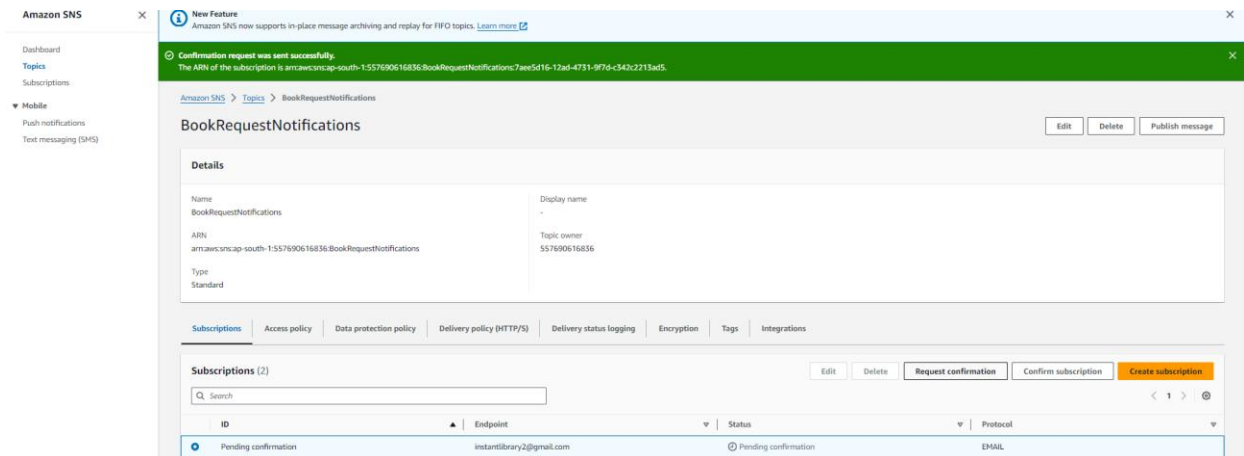 Amazon SNS
New Feature
Amazon SNS now supports in-place message archiving and replay for FIFO topics. Learn more
Dashboard
Topics
Subscriptions
Mobile
Push notifications
Text messaging (SMS)
Confirmation request was sent successfully.
The ARN of the subscription is arn:aws:sns:ap-south-1:557690616836:BookRequestNotifications:7aee5d16-12ad-4731-9f7d-c342c2213ad5.
Amazon SNS > Topics > BookRequestNotifications
BookRequestNotifications
Edit Delete Publish message
Details
Name
BookRequestNotifications
Display name
-
ARN
arn:aws:sns:ap-south-1:557690616836:BookRequestNotifications
Topic owner
557690616836
Type
Standard
Subscriptions Access policy Data protection policy Delivery policy (HTTP/S) Delivery status logging Encryption Tags Integrations
Subscriptions (2)
Edit Delete Request confirmation Confirm subscription Create subscription
Search
< 1 >
ID Endpoint Status Protocol
Pending confirmation instantlibrary2@gmail.com Pending confirmation EMAIL